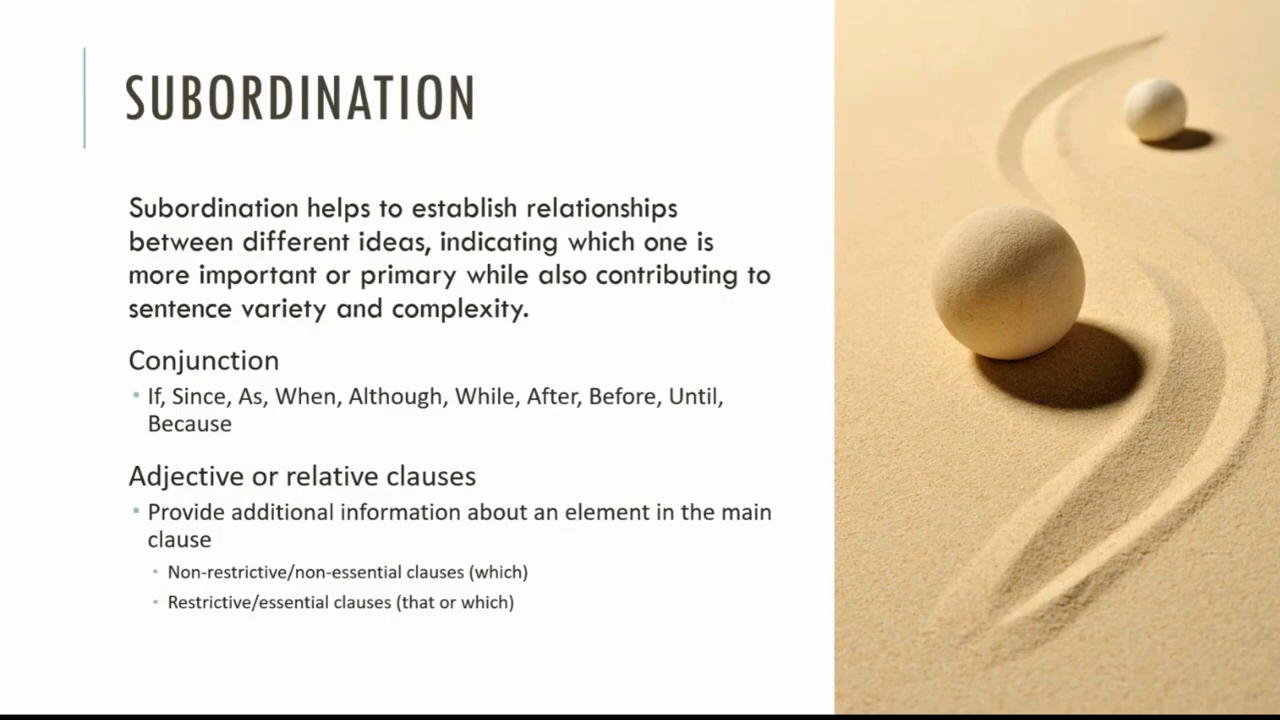 SUBORDINATION
Subordination helps to establish relationships
between different ideas, indicating which one is
more important or primary while also contributing to
sentence variety and complexity.
Conjunction
If, Since, As, When, Although, While, After, Before, Until,
Because
Adjective or relative clauses
Provide additional information about an element in the main
clause
Non-restrictive/non-essential clauses (which)
Restrictive/essential clauses (that or which)